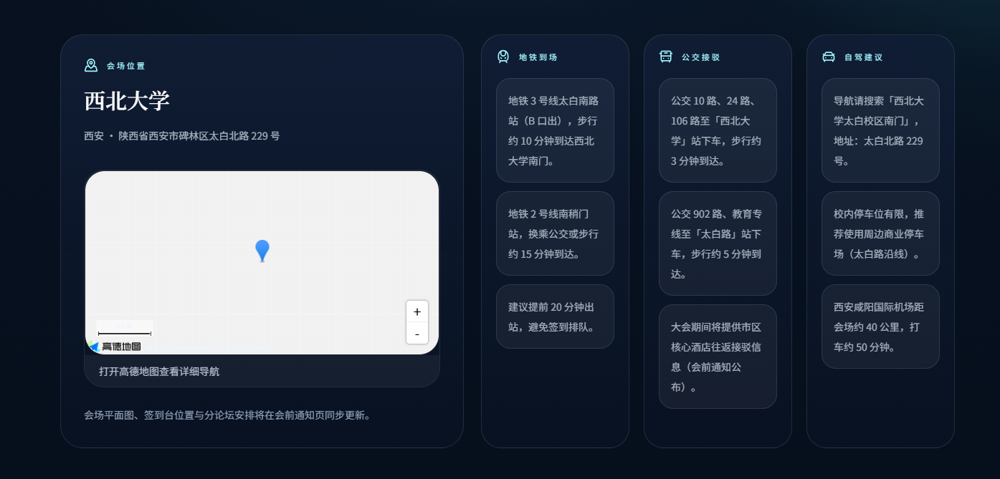 会场位置
西北大学
西安 · 陕西省西安市碑林区太白北路 229 号
+
-
高德地图
打开高德地图查看详细导航
会场平面图、签到台位置与分论坛安排将在会前通知页同步更新。
地铁到场
地铁 3 号线太白南路
站（B 口出），步行
约 10 分钟到达西北
大学南门。
地铁 2 号线南稍门
站，换乘公交或步行
约 15 分钟到达。
建议提前 20 分钟出
站，避免签到排队。
公交接驳
公交 10 路、24 路、
106 路至「西北大
学」站下车，步行约
3 分钟到达。
公交 902 路、教育专
线至「太白路」站下
车，步行约 5 分钟到
达。
大会期间将提供市区
核心酒店往返接驳信
息（会前通知公
布）。
自驾建议
导航请搜索「西北大
学太白校区南门」，
地址：太白北路 229
号。
校内停车位有限，推
荐使用周边商业停车
场（太白路沿线）。
西安咸阳国际机场距
会场约 40 公里，打
车约 50 分钟。